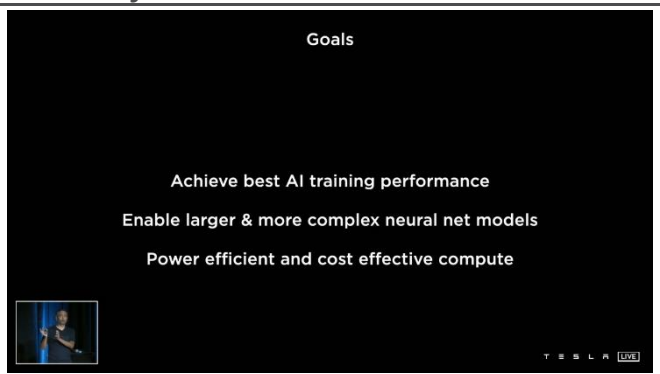 Goals
Achieve best AI training performance
Enable larger & more complex neural net models
Power efficient and cost effective compute
TESLA LIVE